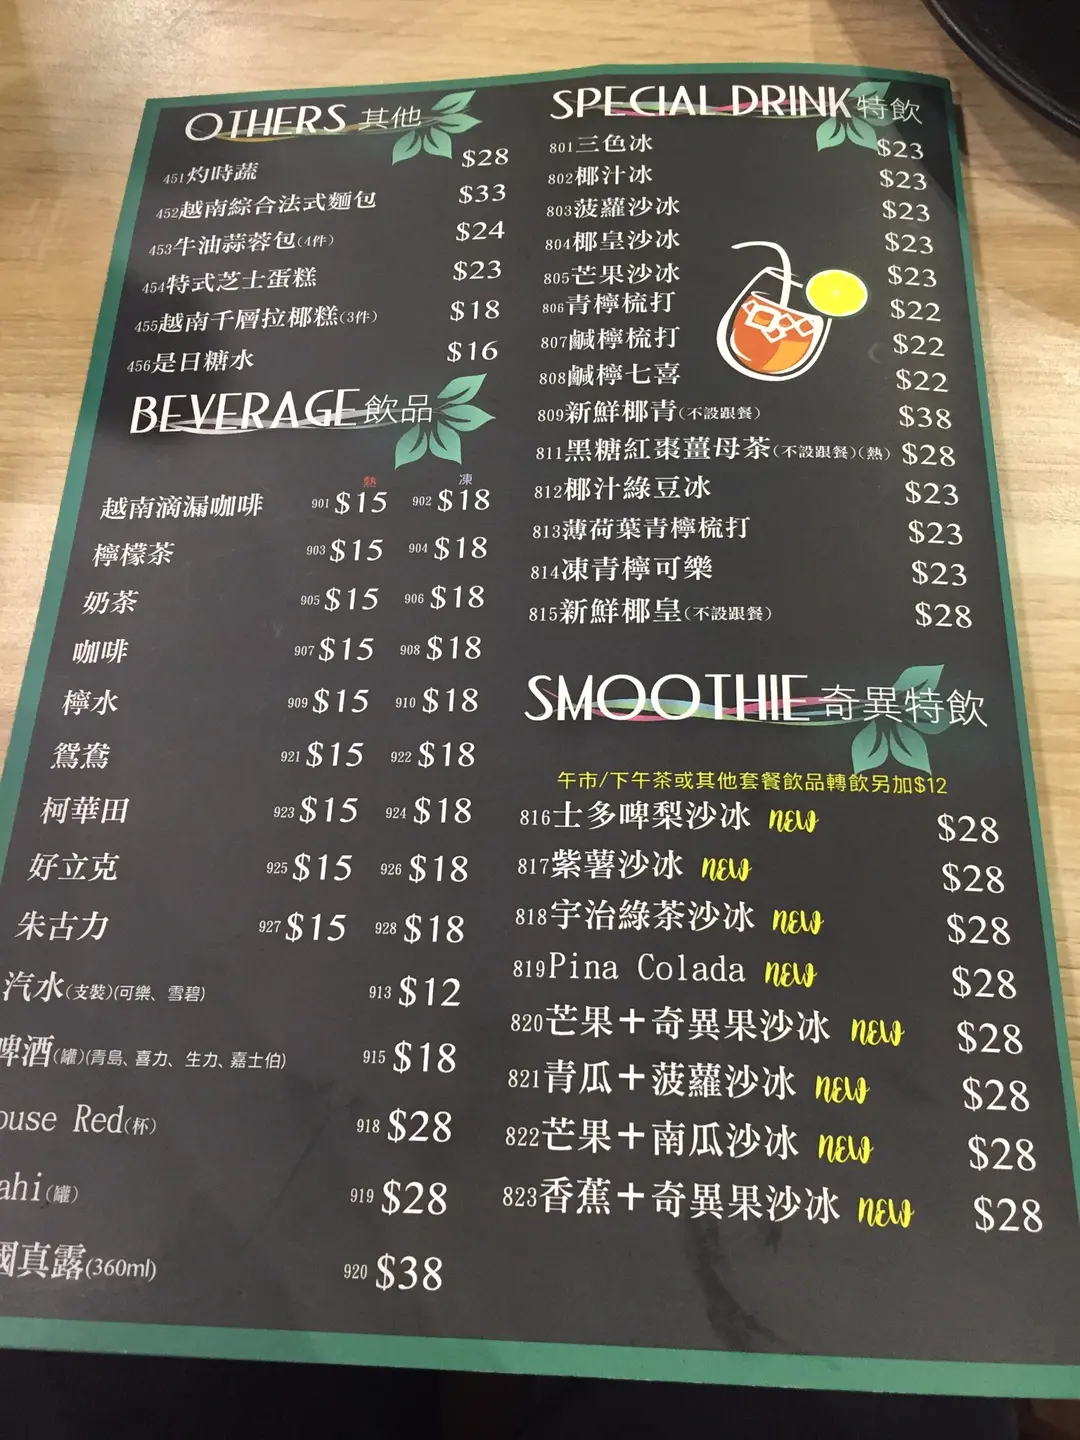 OTHERS 其他
451灼時蔬 $28
452越南綜合法式麵包 $33
453牛油蒜蓉包(4件) $24
454特式芝士蛋糕 $23
455越南千層拉椰糕(3件) $18
456是日糖水 $16
BEVERAGE 飲品
熱 凍
越南滴漏咖啡 901 $15 902 $18
檸檬茶 903 $15 904 $18
奶茶 905 $15 906 $18
咖啡 907 $15 908 $18
檸水 909 $15 910 $18
鴛鴦 921 $15 922 $18
柯華田 923 $15 924 $18
好立克 925 $15 926 $18
朱古力 927 $15 928 $18
汽水(支裝)(可樂、雪碧) 913 $12
啤酒(罐)(青島、喜力、生力、嘉士伯) 915 $18
ouse Red(杯) 918 $28
ahi(罐) 919 $28
國真露(360ml) 920 $38
SPECIAL DRINK 特飲
801三色冰 $23
802椰汁冰 $23
803菠蘿沙冰 $23
804椰皇沙冰 $23
805芒果沙冰 $23
806青檸梳打 $22
807鹹檸梳打 $22
808鹹檸七喜 $22
809新鮮椰青(不設跟餐) $38
811黑糖紅棗薑母茶(不設跟餐)(熱) $28
812椰汁綠豆冰 $23
813薄荷葉青檸梳打 $23
814凍青檸可樂 $23
815新鮮椰皇(不設跟餐) $28
SMOOTHIE 奇異特飲
午市/下午茶或其他套餐飲品轉飲另加$12
816士多啤梨沙冰 new $28
817紫薯沙冰 new $28
818宇治綠茶沙冰 new $28
819Pina Colada new $28
820芒果＋奇異果沙冰 new $28
821青瓜＋菠蘿沙冰 new $28
822芒果＋南瓜沙冰 new $28
823香蕉＋奇異果沙冰 new $28